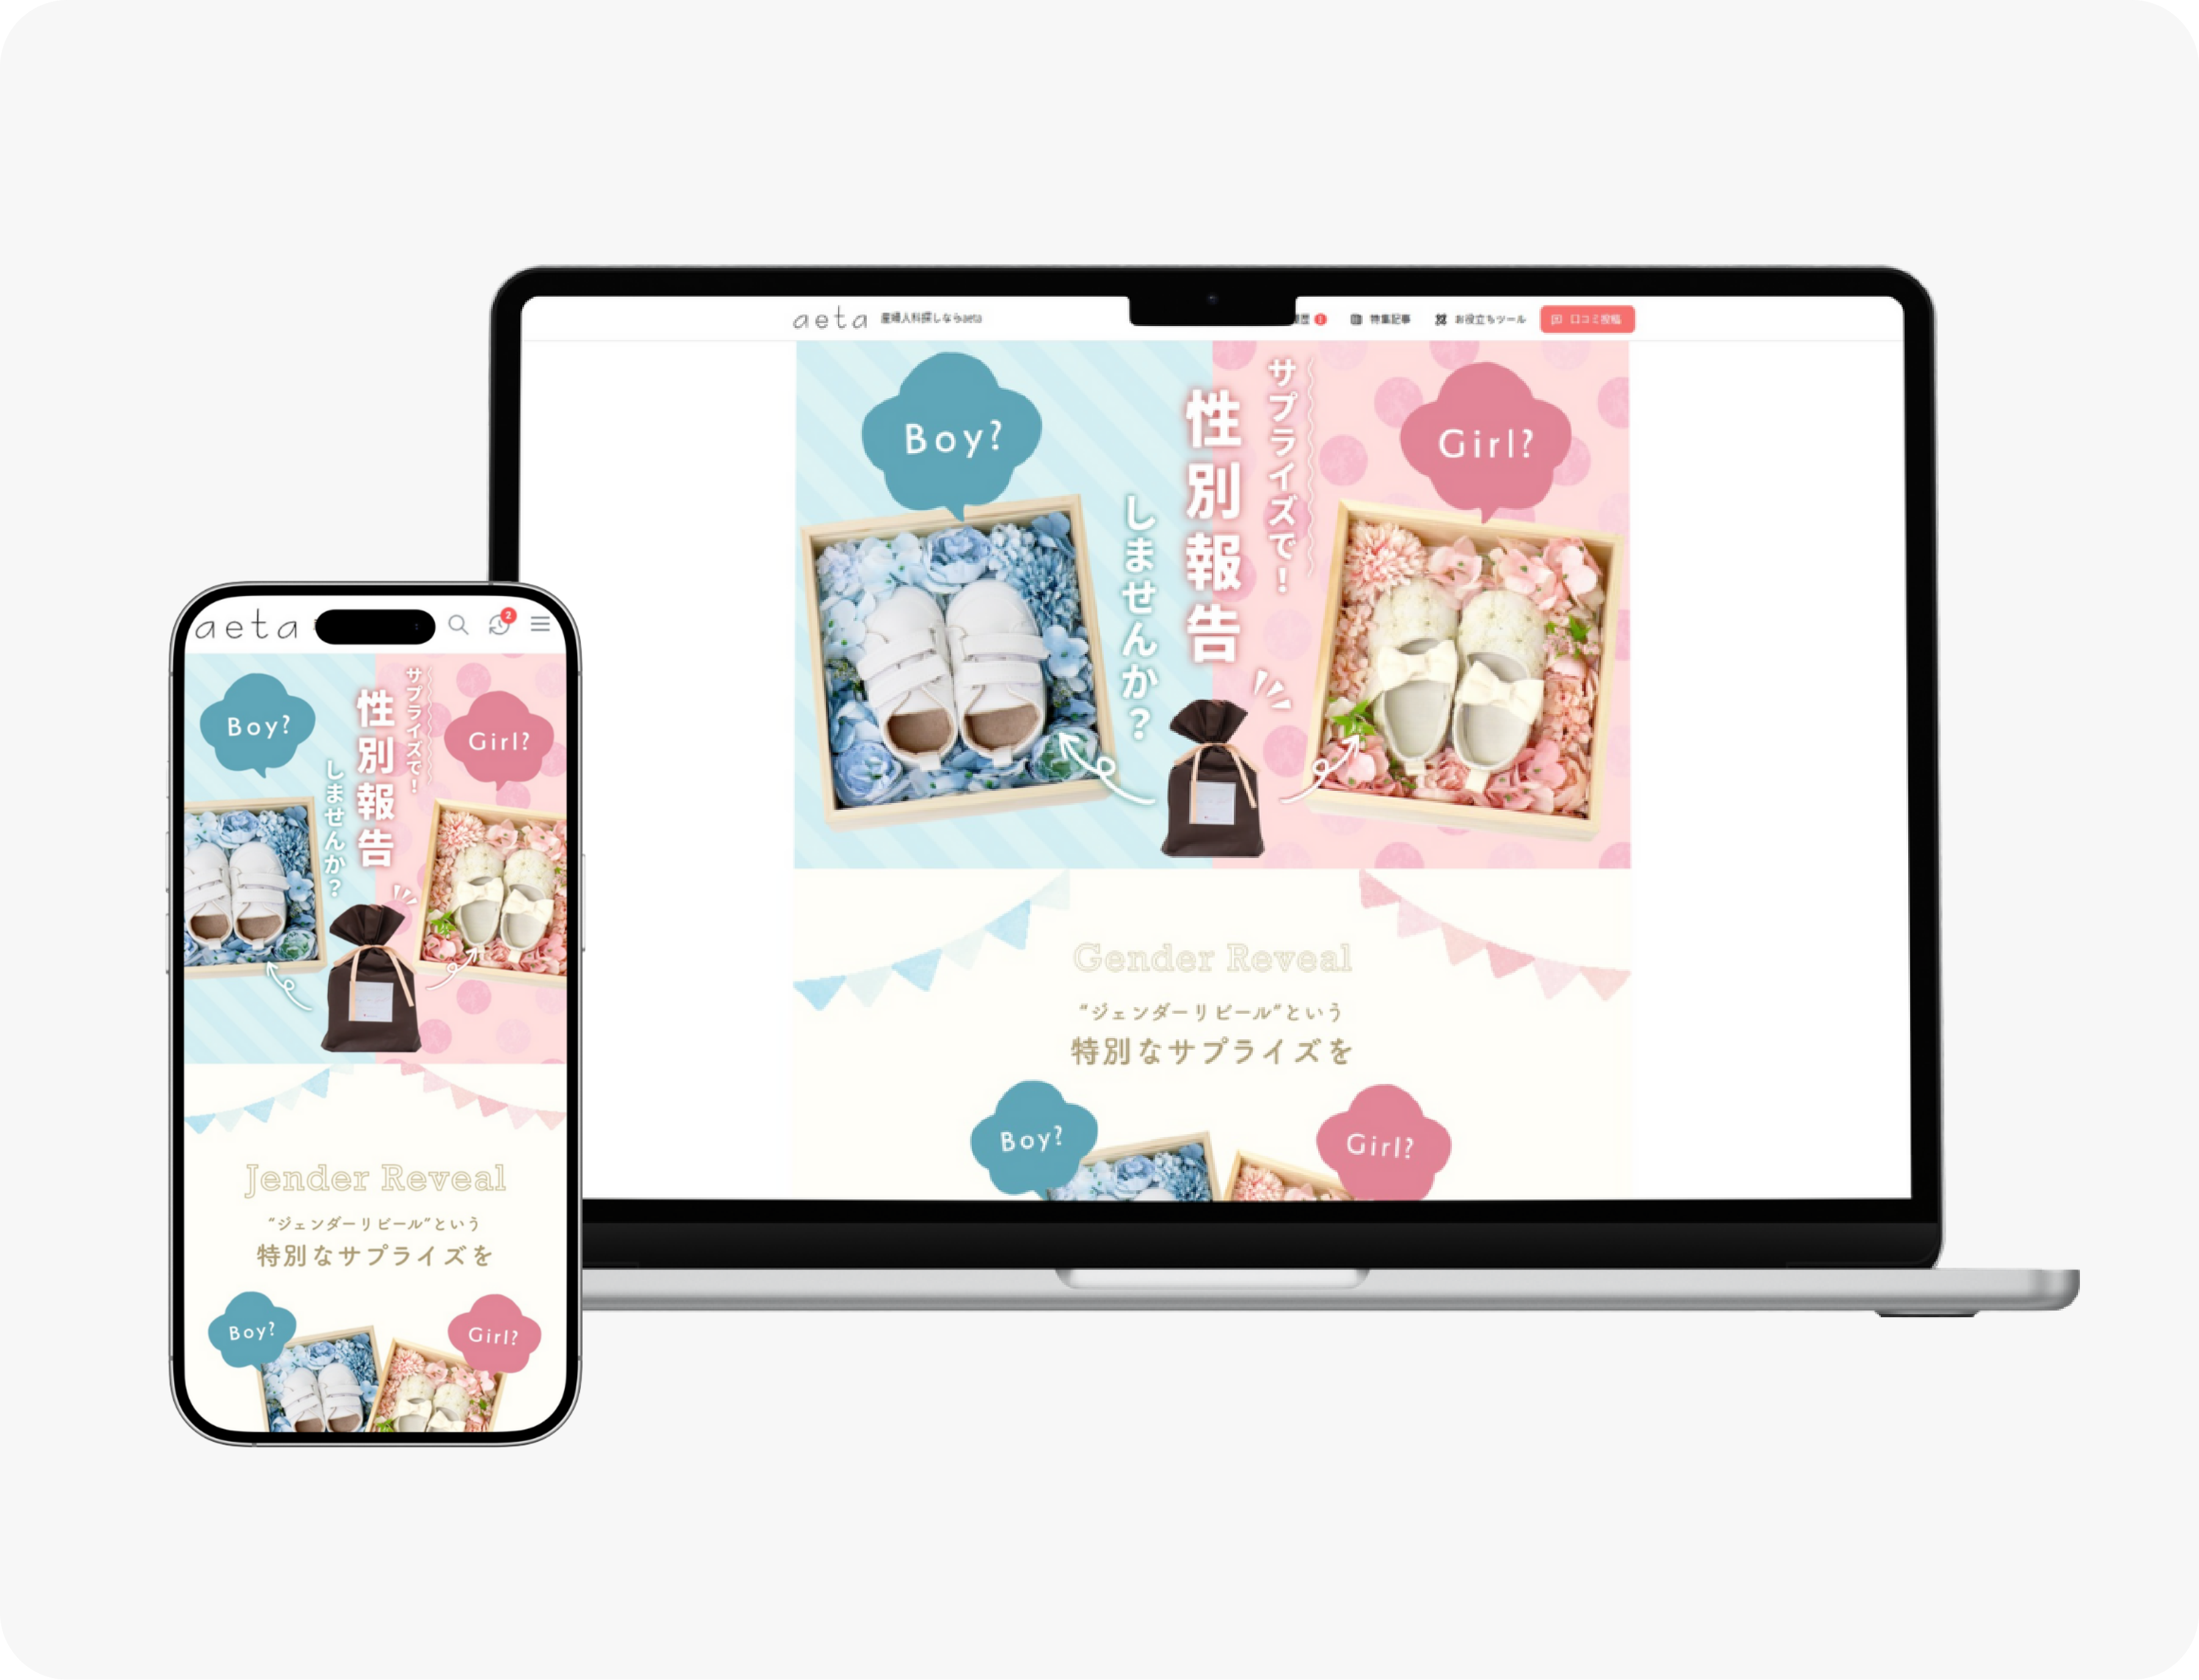 aeta 産婦人科探しならaeta
履歴 1 特集記事 お役立ちツール 口コミ投稿
Boy?
サプライズで!
性別報告
しませんか?
Girl?
Gender Reveal
“ジェンダーリビール”という
特別なサプライズを
Boy?
Girl?
aeta
2
Boy?
サプライズで!
性別報告
しませんか?
Girl?
Jender Reveal
“ジェンダーリビール”という
特別なサプライズを
Boy?
Girl?